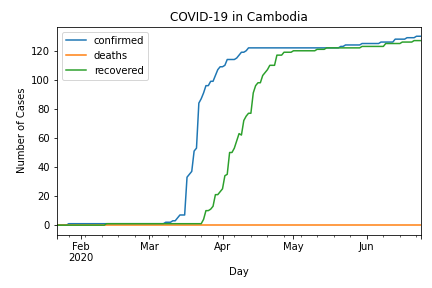 COVID-19 in Cambodia
confirmed
deaths
recovered
Number of Cases
120
100
80
60
40
20
0
Feb Mar Apr May Jun
2020
Day